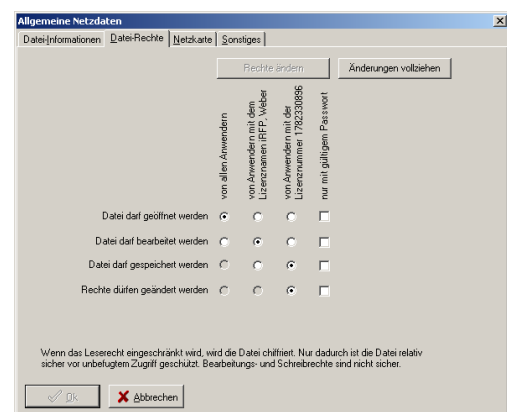 Allgemeine Netzdaten
Datei-Informationen Datei-Rechte Netzkarte Sonstiges
Rechte ändern Änderungen vollziehen
von allen Anwendern
von Anwendern mit dem
Lizenznamen iRFP, Weber
von Anwendern mit der
Lizenznummer 1782330896
nur mit gültigem Passwort
Datei darf geöffnet werden
Datei darf bearbeitet werden
Datei darf gespeichert werden
Rechte dürfen geändert werden
Wenn das Leserecht eingeschränkt wird, wird die Datei chiffriert. Nur dadurch ist die Datei relativ
sicher vor unbefugtem Zugriff geschützt. Bearbeitungs- und Schreibrechte sind nicht sicher.
Ok Abbrechen